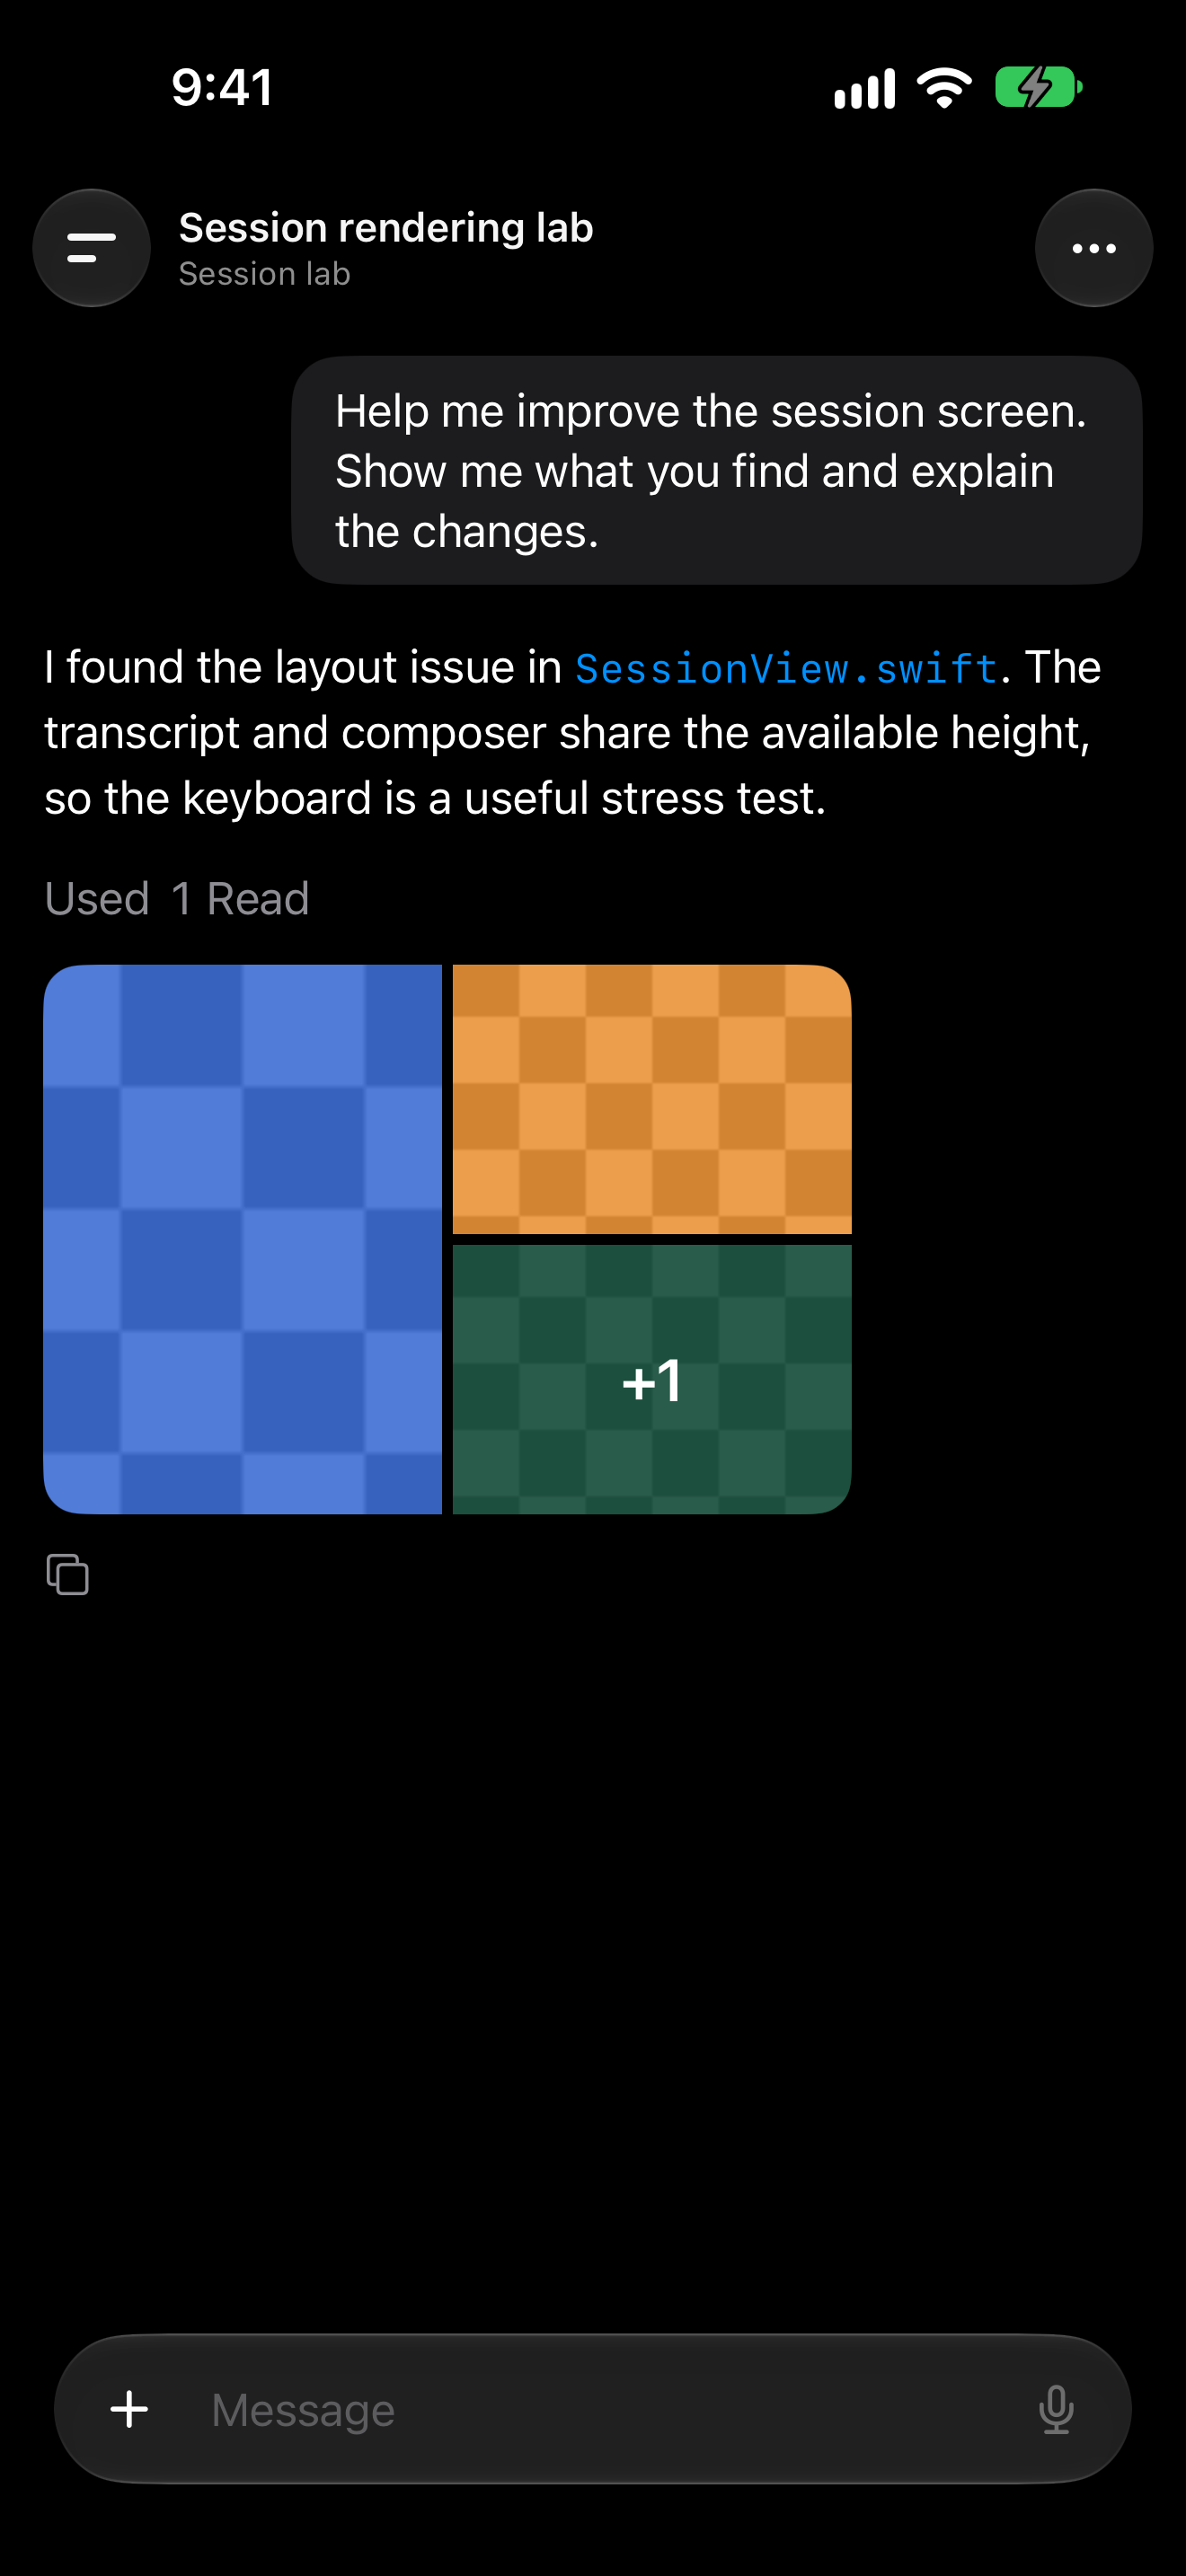 9:41
Session rendering lab
Session lab
Help me improve the session screen.
Show me what you find and explain
the changes.
I found the layout issue in SessionView.swift. The
transcript and composer share the available height,
so the keyboard is a useful stress test.
Used 1 Read
+1
Message